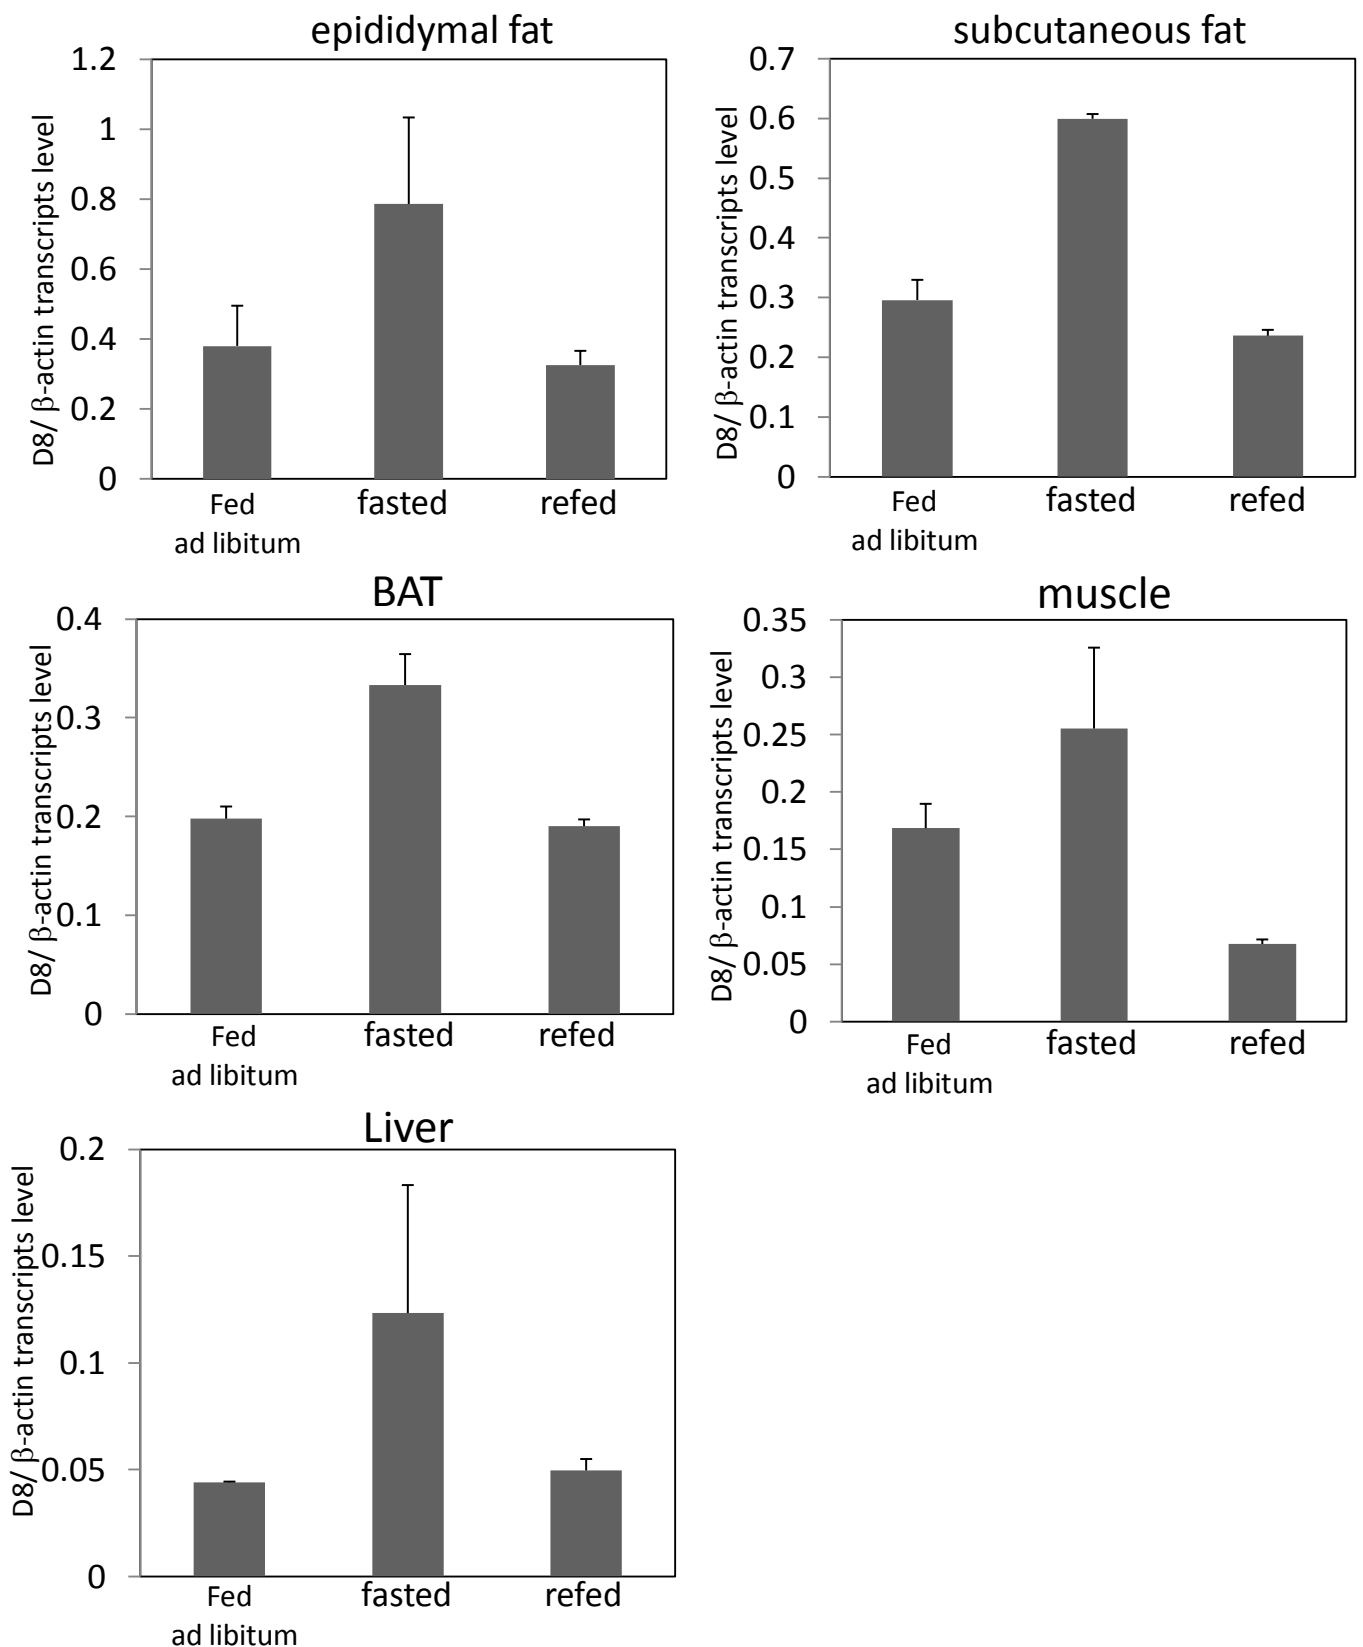 epididymal fat
D8/ β-actin transcripts level
1.2
1
0.8
0.6
0.4
0.2
0
Fed
ad libitum
fasted
refed
subcutaneous fat
D8/ β-actin transcripts level
0.7
0.6
0.5
0.4
0.3
0.2
0.1
0
Fed
ad libitum
fasted
refed
BAT
D8/ β-actin transcripts level
0.4
0.3
0.2
0.1
0
Fed
ad libitum
fasted
refed
muscle
D8/ β-actin transcripts level
0.35
0.3
0.25
0.2
0.15
0.1
0.05
0
Fed
ad libitum
fasted
refed
Liver
D8/ β-actin transcripts level
0.2
0.15
0.1
0.05
0
Fed
ad libitum
fasted
refed